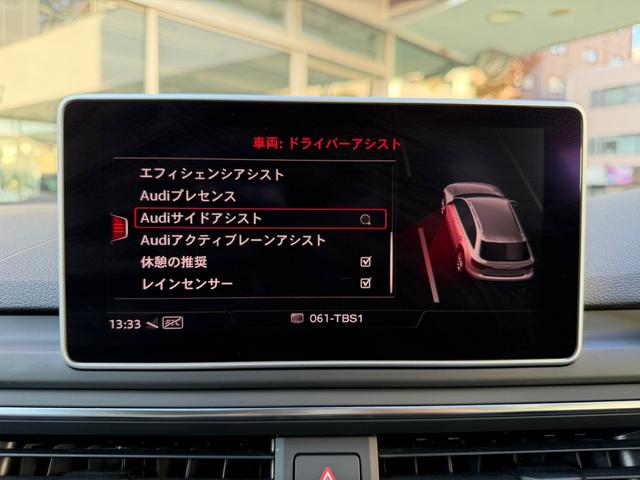 車両: ドライバーアシスト
エフィシェンシアシスト
Audiプレセンス
Audiサイドアシスト
Audiアクティブレーンアシスト
休憩の推奨
レインセンサー
13:33
061-TBS1